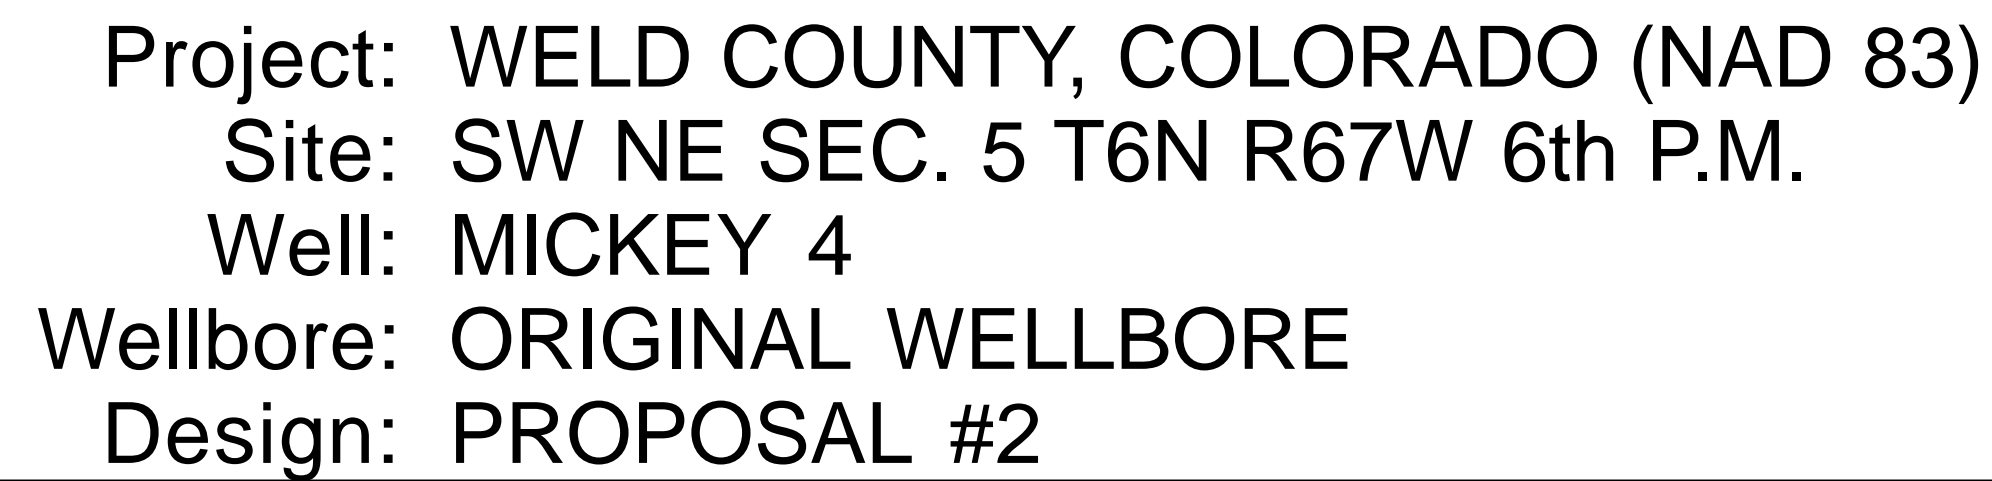 Project: WELD COUNTY, COLORADO (NAD 83)
Site: SW NE SEC. 5 T6N R67W 6th P.M.
Well: MICKEY 4
Wellbore: ORIGINAL WELLBORE
Design: PROPOSAL #2